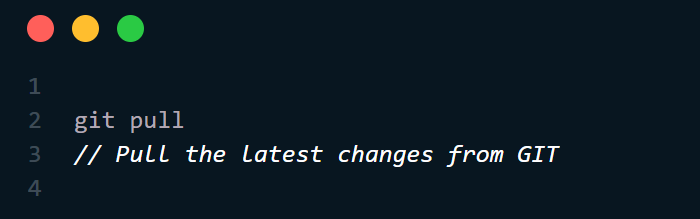 1
2 git pull
3 // Pull the latest changes from GIT
4